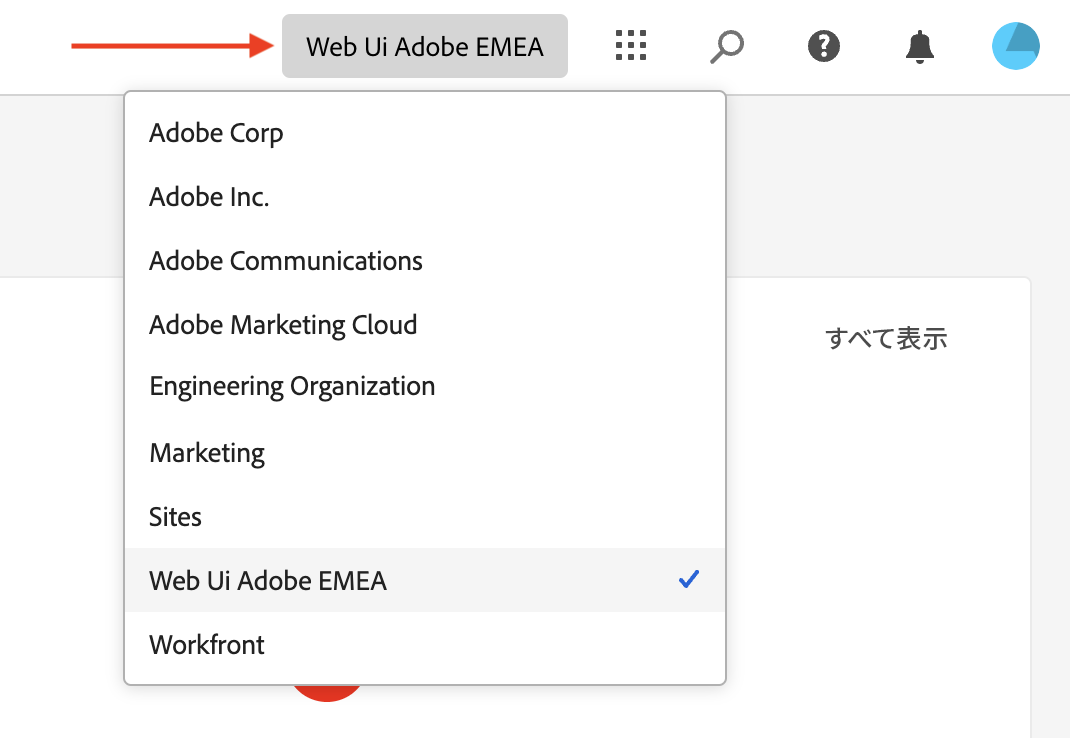 Web Ui Adobe EMEA
Adobe Corp
Adobe Inc.
Adobe Communications
Adobe Marketing Cloud
すべて表示
Engineering Organization
Marketing
Sites
Web Ui Adobe EMEA
Workfront